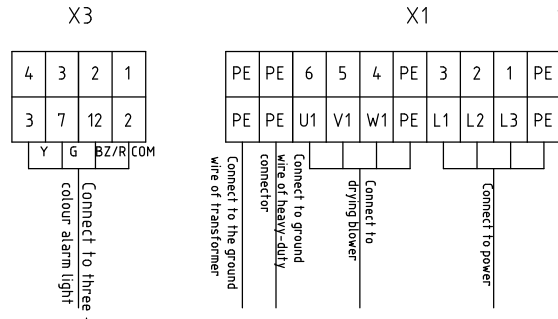 X3
X1
4 3 2 1
3 7 12 2
Y G BZ/R COM
Connect to three -
colour alarm light
PE PE 6 5 4 PE 3 2 1 PE
PE PE U1 V1 W1 PE L1 L2 L3 PE
Connect to the ground
wire of transformer
Connect to ground
wire of heavy-duty
connector
Connect to
drying blower
Connect to power